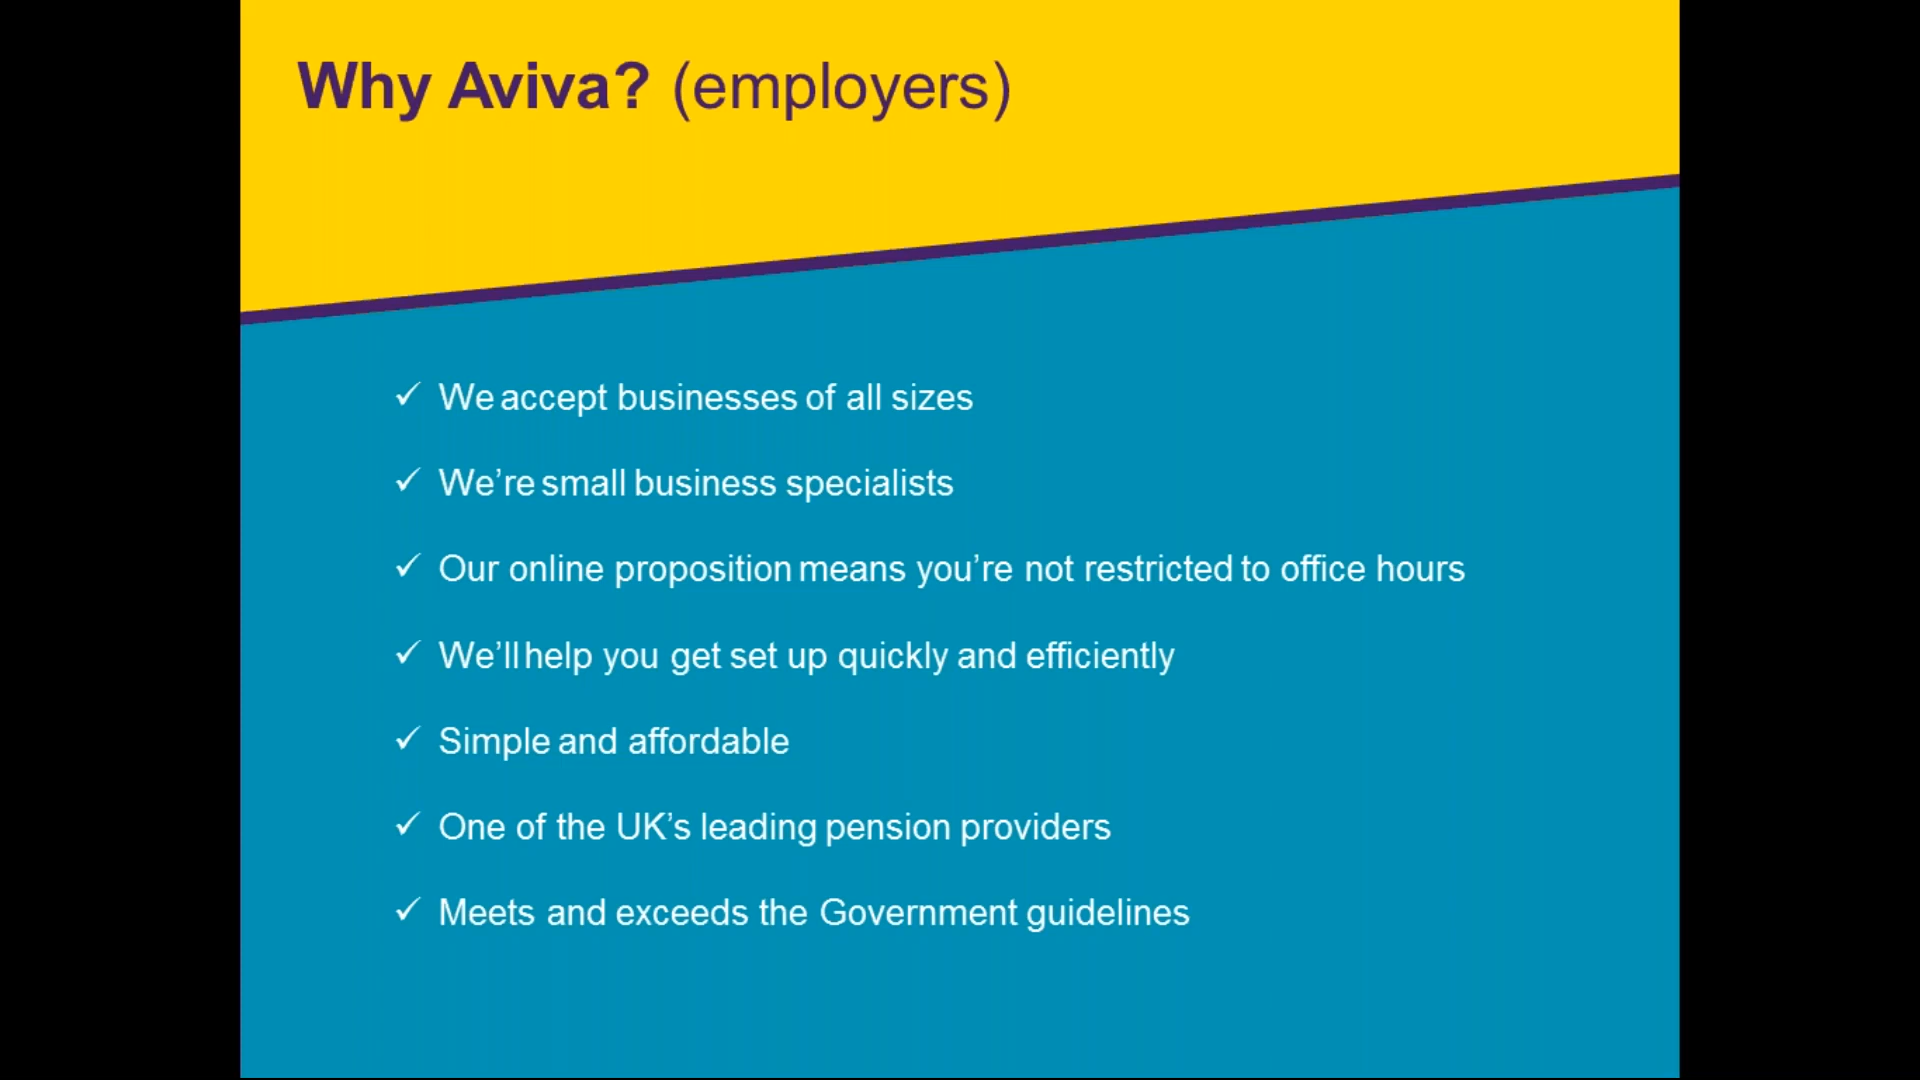 Why Aviva? (employers)
✓ We accept businesses of all sizes
✓ We’re small business specialists
✓ Our online proposition means you’re not restricted to office hours
✓ We’ll help you get set up quickly and efficiently
✓ Simple and affordable
✓ One of the UK’s leading pension providers
✓ Meets and exceeds the Government guidelines